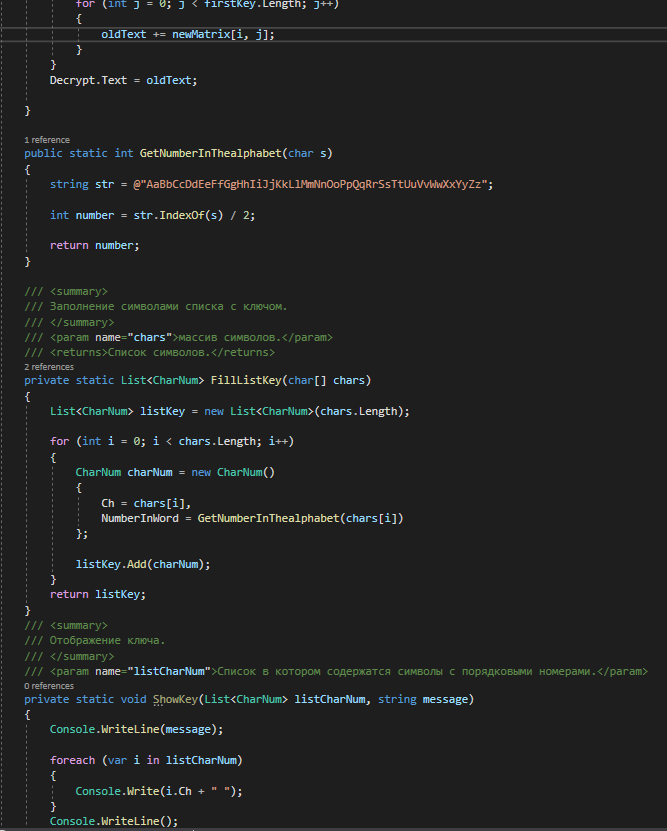 for (int j = 0; j < firstKey.Length; j++)
{
oldText += newMatrix[i, j];
}
}
Decrypt.Text = oldText;
}
1 reference
public static int GetNumberInThealphabet(char s)
{
string str = @"AaBbCcDdEeFfGgHhIiJjKkLlMmNnOoPpQqRrSsTtUuVvWwXxYyZz";
int number = str.IndexOf(s) / 2;
return number;
}
/// <summary>
/// Заполнение символами списка с ключом.
/// </summary>
/// <param name="chars">массив символов.</param>
/// <returns>Список символов.</returns>
2 references
private static List<CharNum> FillListKey(char[] chars)
{
List<CharNum> listKey = new List<CharNum>(chars.Length);
for (int i = 0; i < chars.Length; i++)
{
CharNum charNum = new CharNum()
{
Ch = chars[i],
NumberInWord = GetNumberInThealphabet(chars[i])
};
listKey.Add(charNum);
}
return listKey;
}
/// <summary>
/// Отображение ключа.
/// </summary>
/// <param name="listCharNum">Список в котором содержатся символы с порядковыми номерами.</param>
0 references
private static void ShowKey(List<CharNum> listCharNum, string message)
{
Console.WriteLine(message);
foreach (var i in listCharNum)
{
Console.Write(i.Ch + " ");
}
Console.WriteLine();